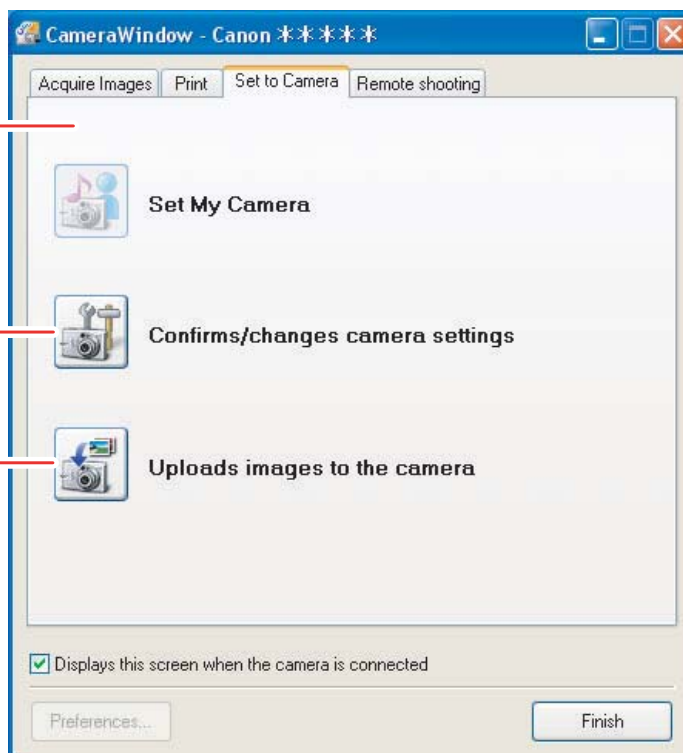 CameraWindow - Canon *****
Acquire Images Print Set to Camera Remote shooting
Set My Camera
Confirms/changes camera settings
Uploads images to the camera
Displays this screen when the camera is connected
Preferences... Finish